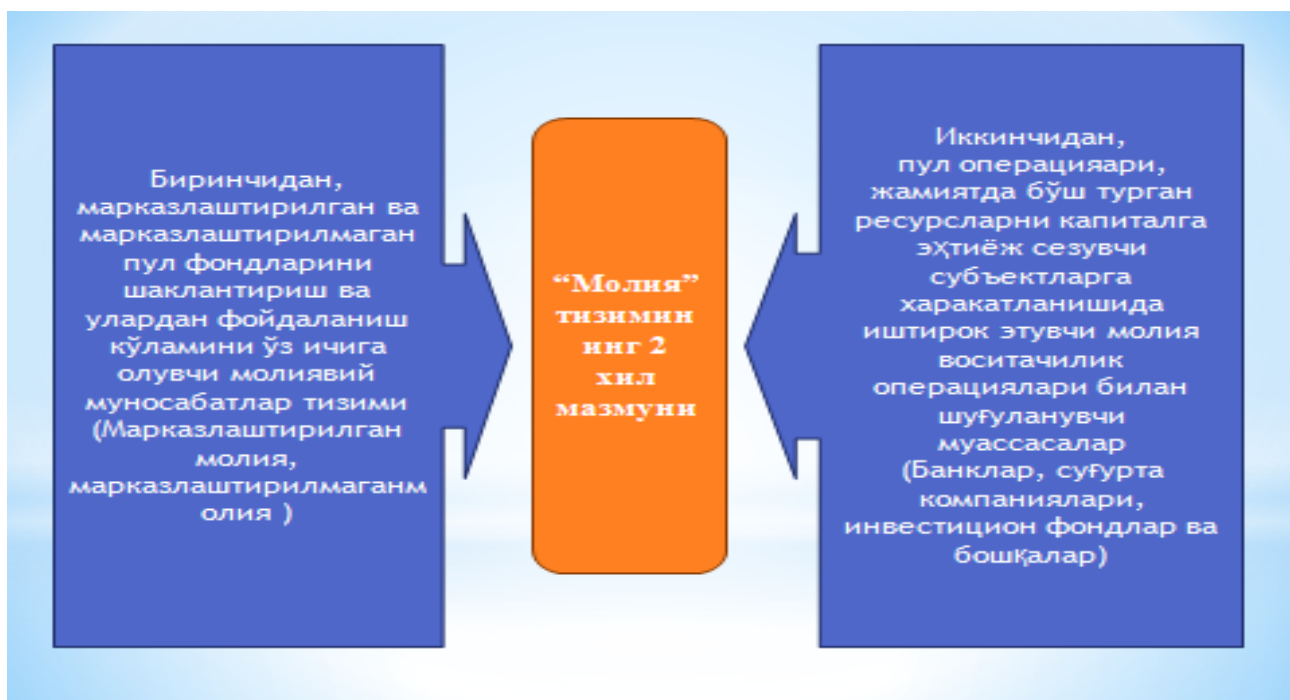 Биринчидан,
марказлаштирилган ва
марказлаштирилмаган
пул фондларини
шаклантириш ва
улардан фойдаланиш
кўламини ўз ичига
олувчи молиявий
муносабатлар тизими
(Марказлаштирилган
молия,
марказлаштирилмаганм
олия )
“Молия”
тизимин
инг 2
хил
мазмуни
Иккинчидан,
пул операцияари,
жамиятда бўш турган
ресурсларни капиталга
эҳтиёж сезувчи
субъектларга
харакатланишида
иштирок этувчи молия
воситачилик
операциялари билан
шуғуланувчи
муассасалар
(Банклар, суғурта
компаниялари,
инвестицион фондлар ва
бошқалар)